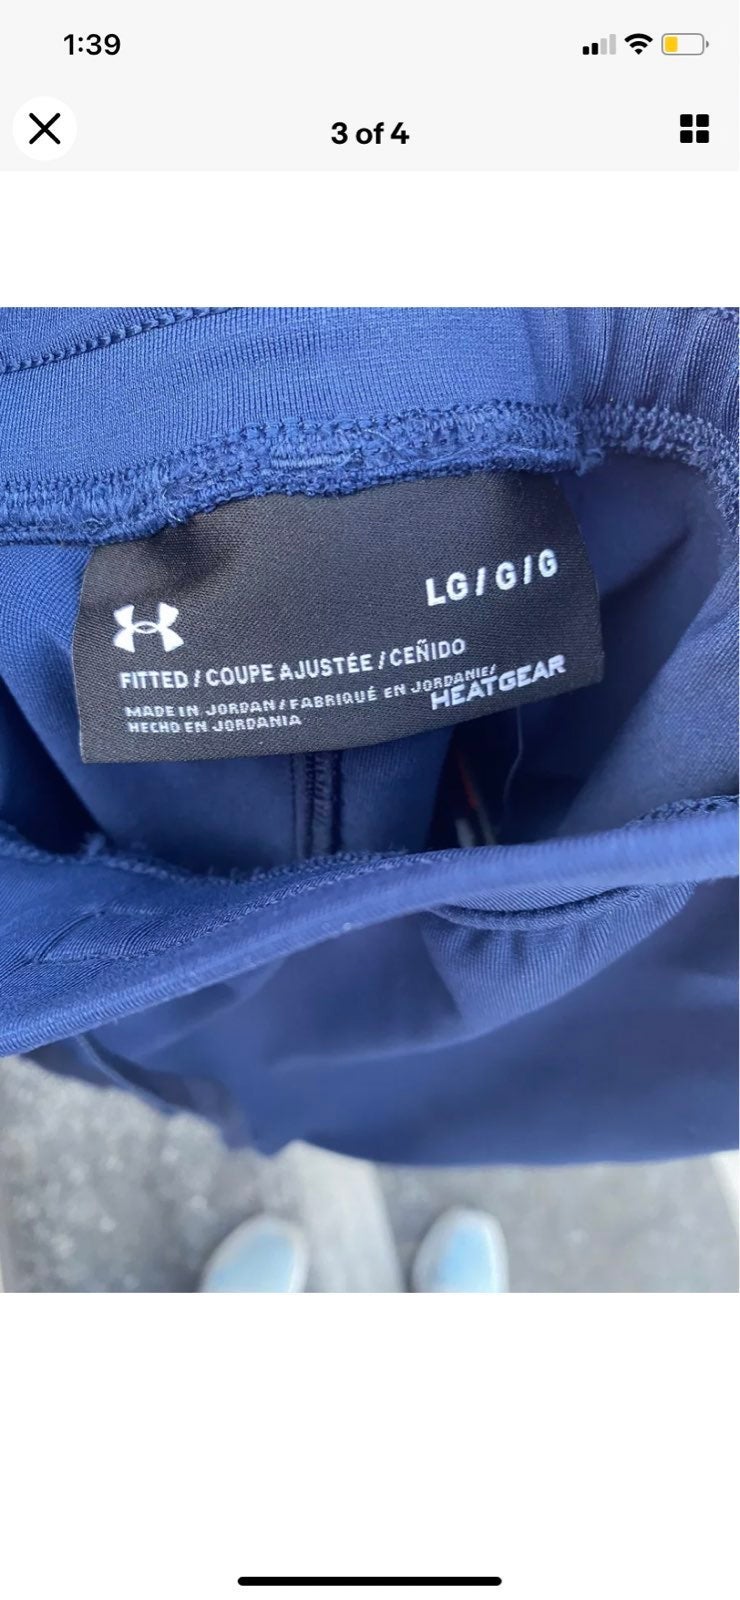 1:39
3 of 4
LG / G / G
FITTED / COUPE AJUSTÉE / CEÑIDO
MADE IN JORDAN / FABRIQUÉ EN JORDANIE/
HECHO EN JORDANIA
HEATGEAR